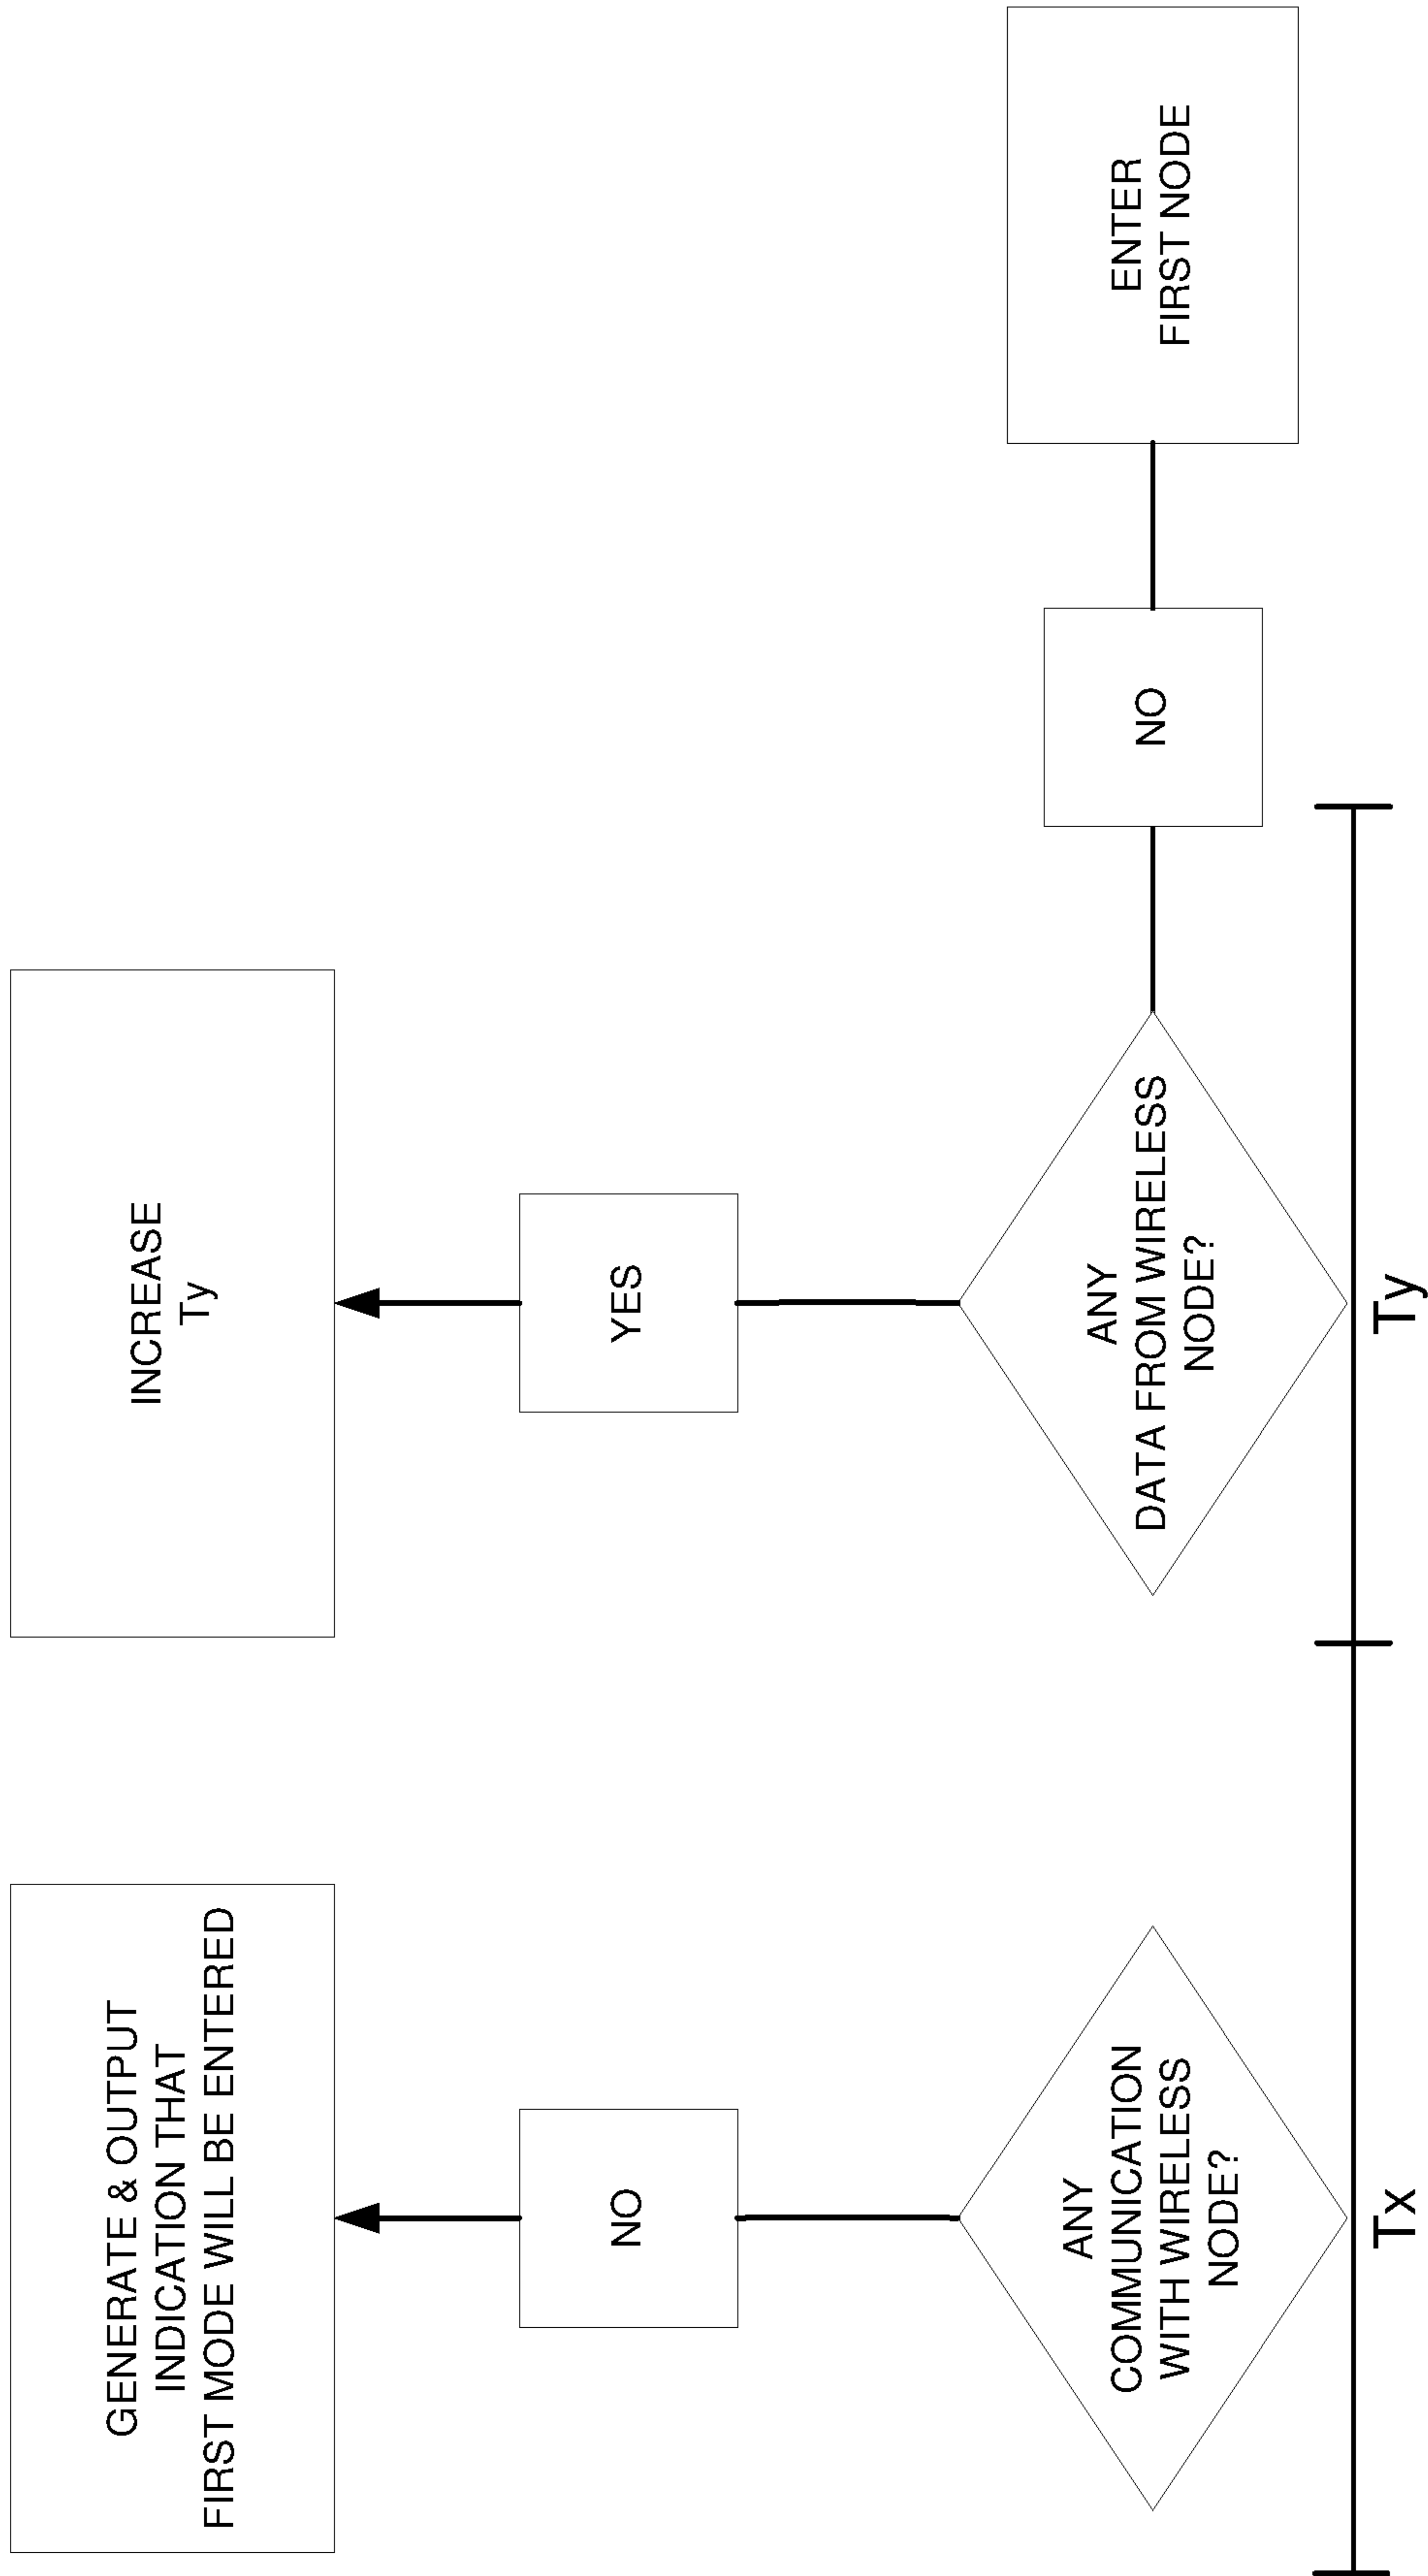 GENERATE & OUTPUT
INDICATION THAT
FIRST MODE WILL BE ENTERED
NO
ANY
COMMUNICATION
WITH WIRELESS
NODE?
Tx
INCREASE
Ty
YES
ANY
DATA FROM WIRELESS
NODE?
Ty
NO
ENTER
FIRST NODE